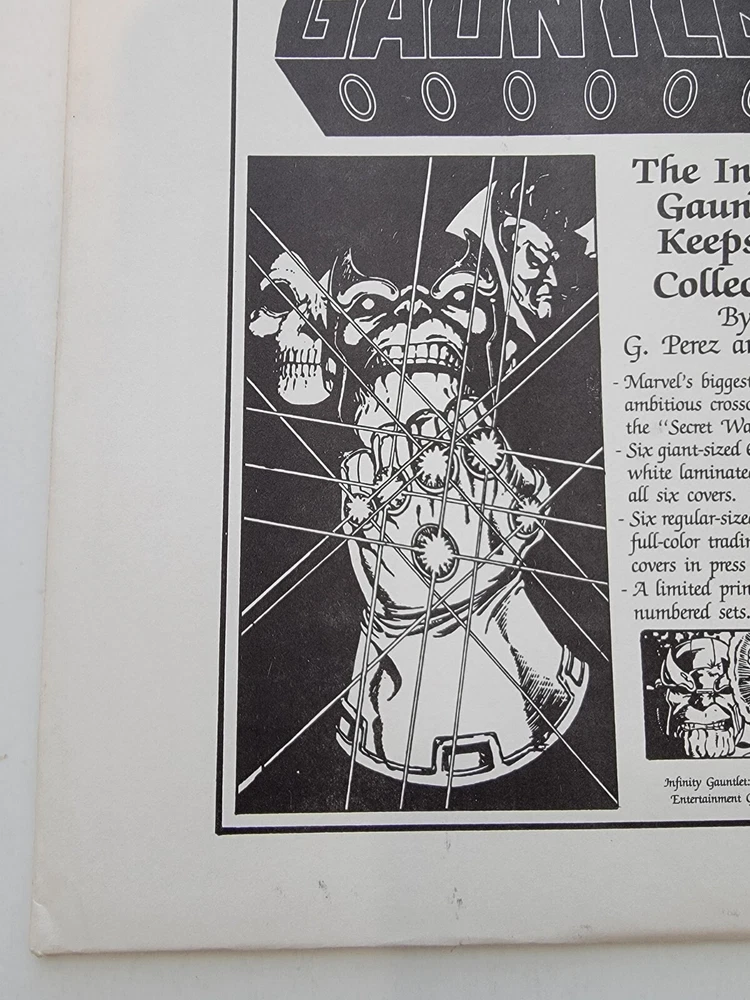 GAUNTLE
The In
Gaun
Keeps
Collec
By
G. Perez an
- Marvel's biggest
ambitious crosso
the "Secret Wa
- Six giant-sized
white laminated
all six covers.
- Six regular-sized
full-color tradin
covers in press
- A limited prin
numbered sets.
Infinity Gauntlet:
Entertainment